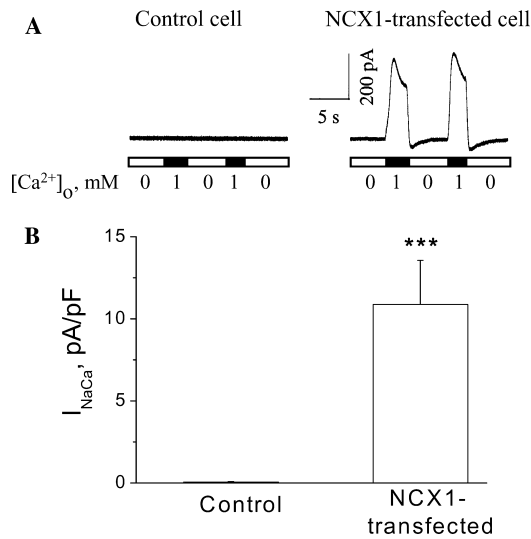 A
Control cell
NCX1-transfected cell
200 pA
5 s
[Ca²⁺]ₒ, mM
0 1 0 1 0
0 1 0 1 0
B
15
10
5
0
I_NaCa, pA/pF
***
Control
NCX1-
transfected